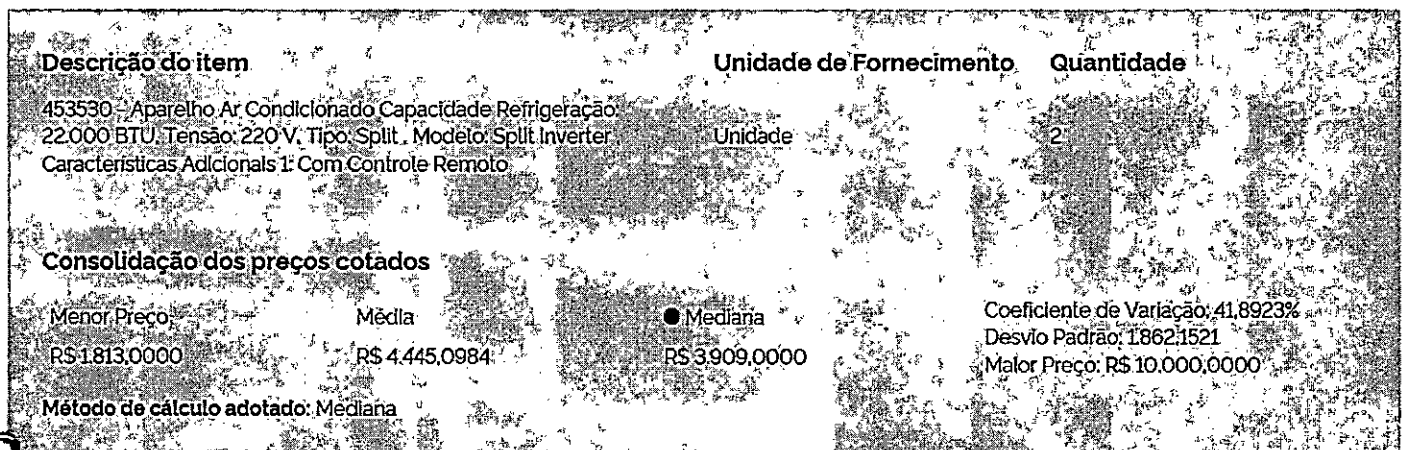 Descrição do item Unidade de Fornecimento Quantidade
453530 - Aparelho Ar Condicionado Capacidade Refrigeração:
22.000 BTU, Tensão: 220 V, Tipo: Split, Modelo: Split Inverter Unidade 2
Características Adicionais 1: Com Controle Remoto
Consolidação dos preços cotados
Menor Preço Média Mediana Coeficiente de Variação: 41,8923%
R$ 1.813,0000 R$ 4.445,0984 R$ 3.909,0000 Desvio Padrão: 1862,1521
Maior Preço: R$ 10.000,0000
Método de cálculo adotado: Mediana